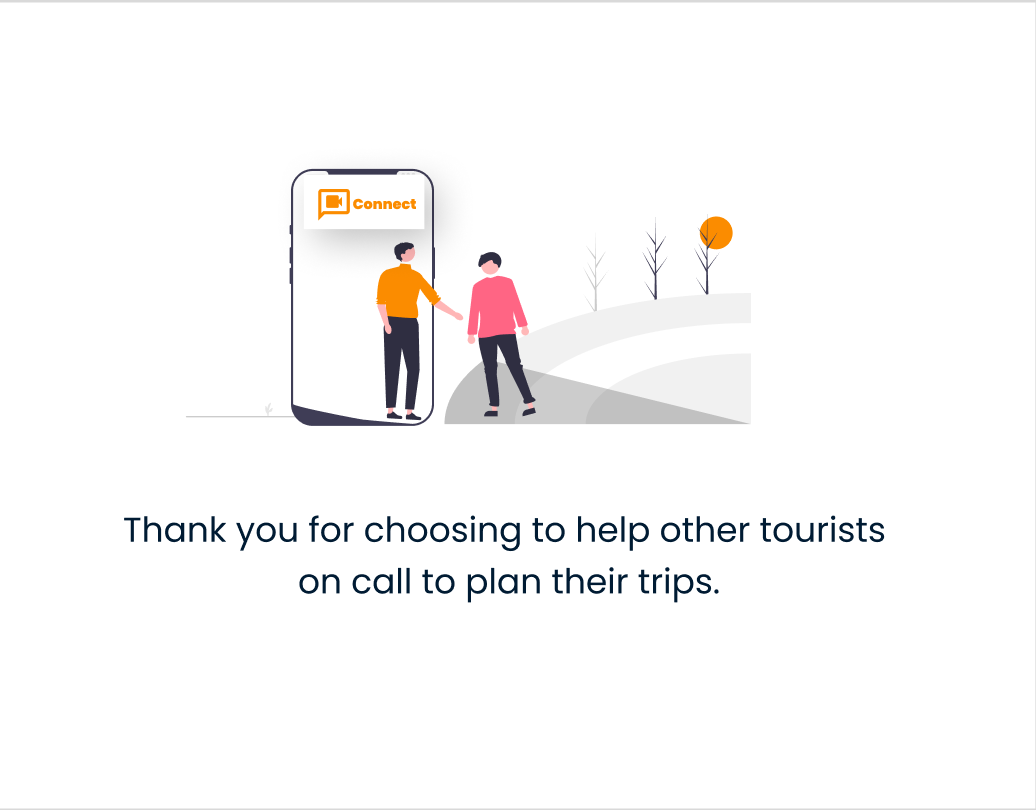 Connect
Thank you for choosing to help other tourists
on call to plan their trips.